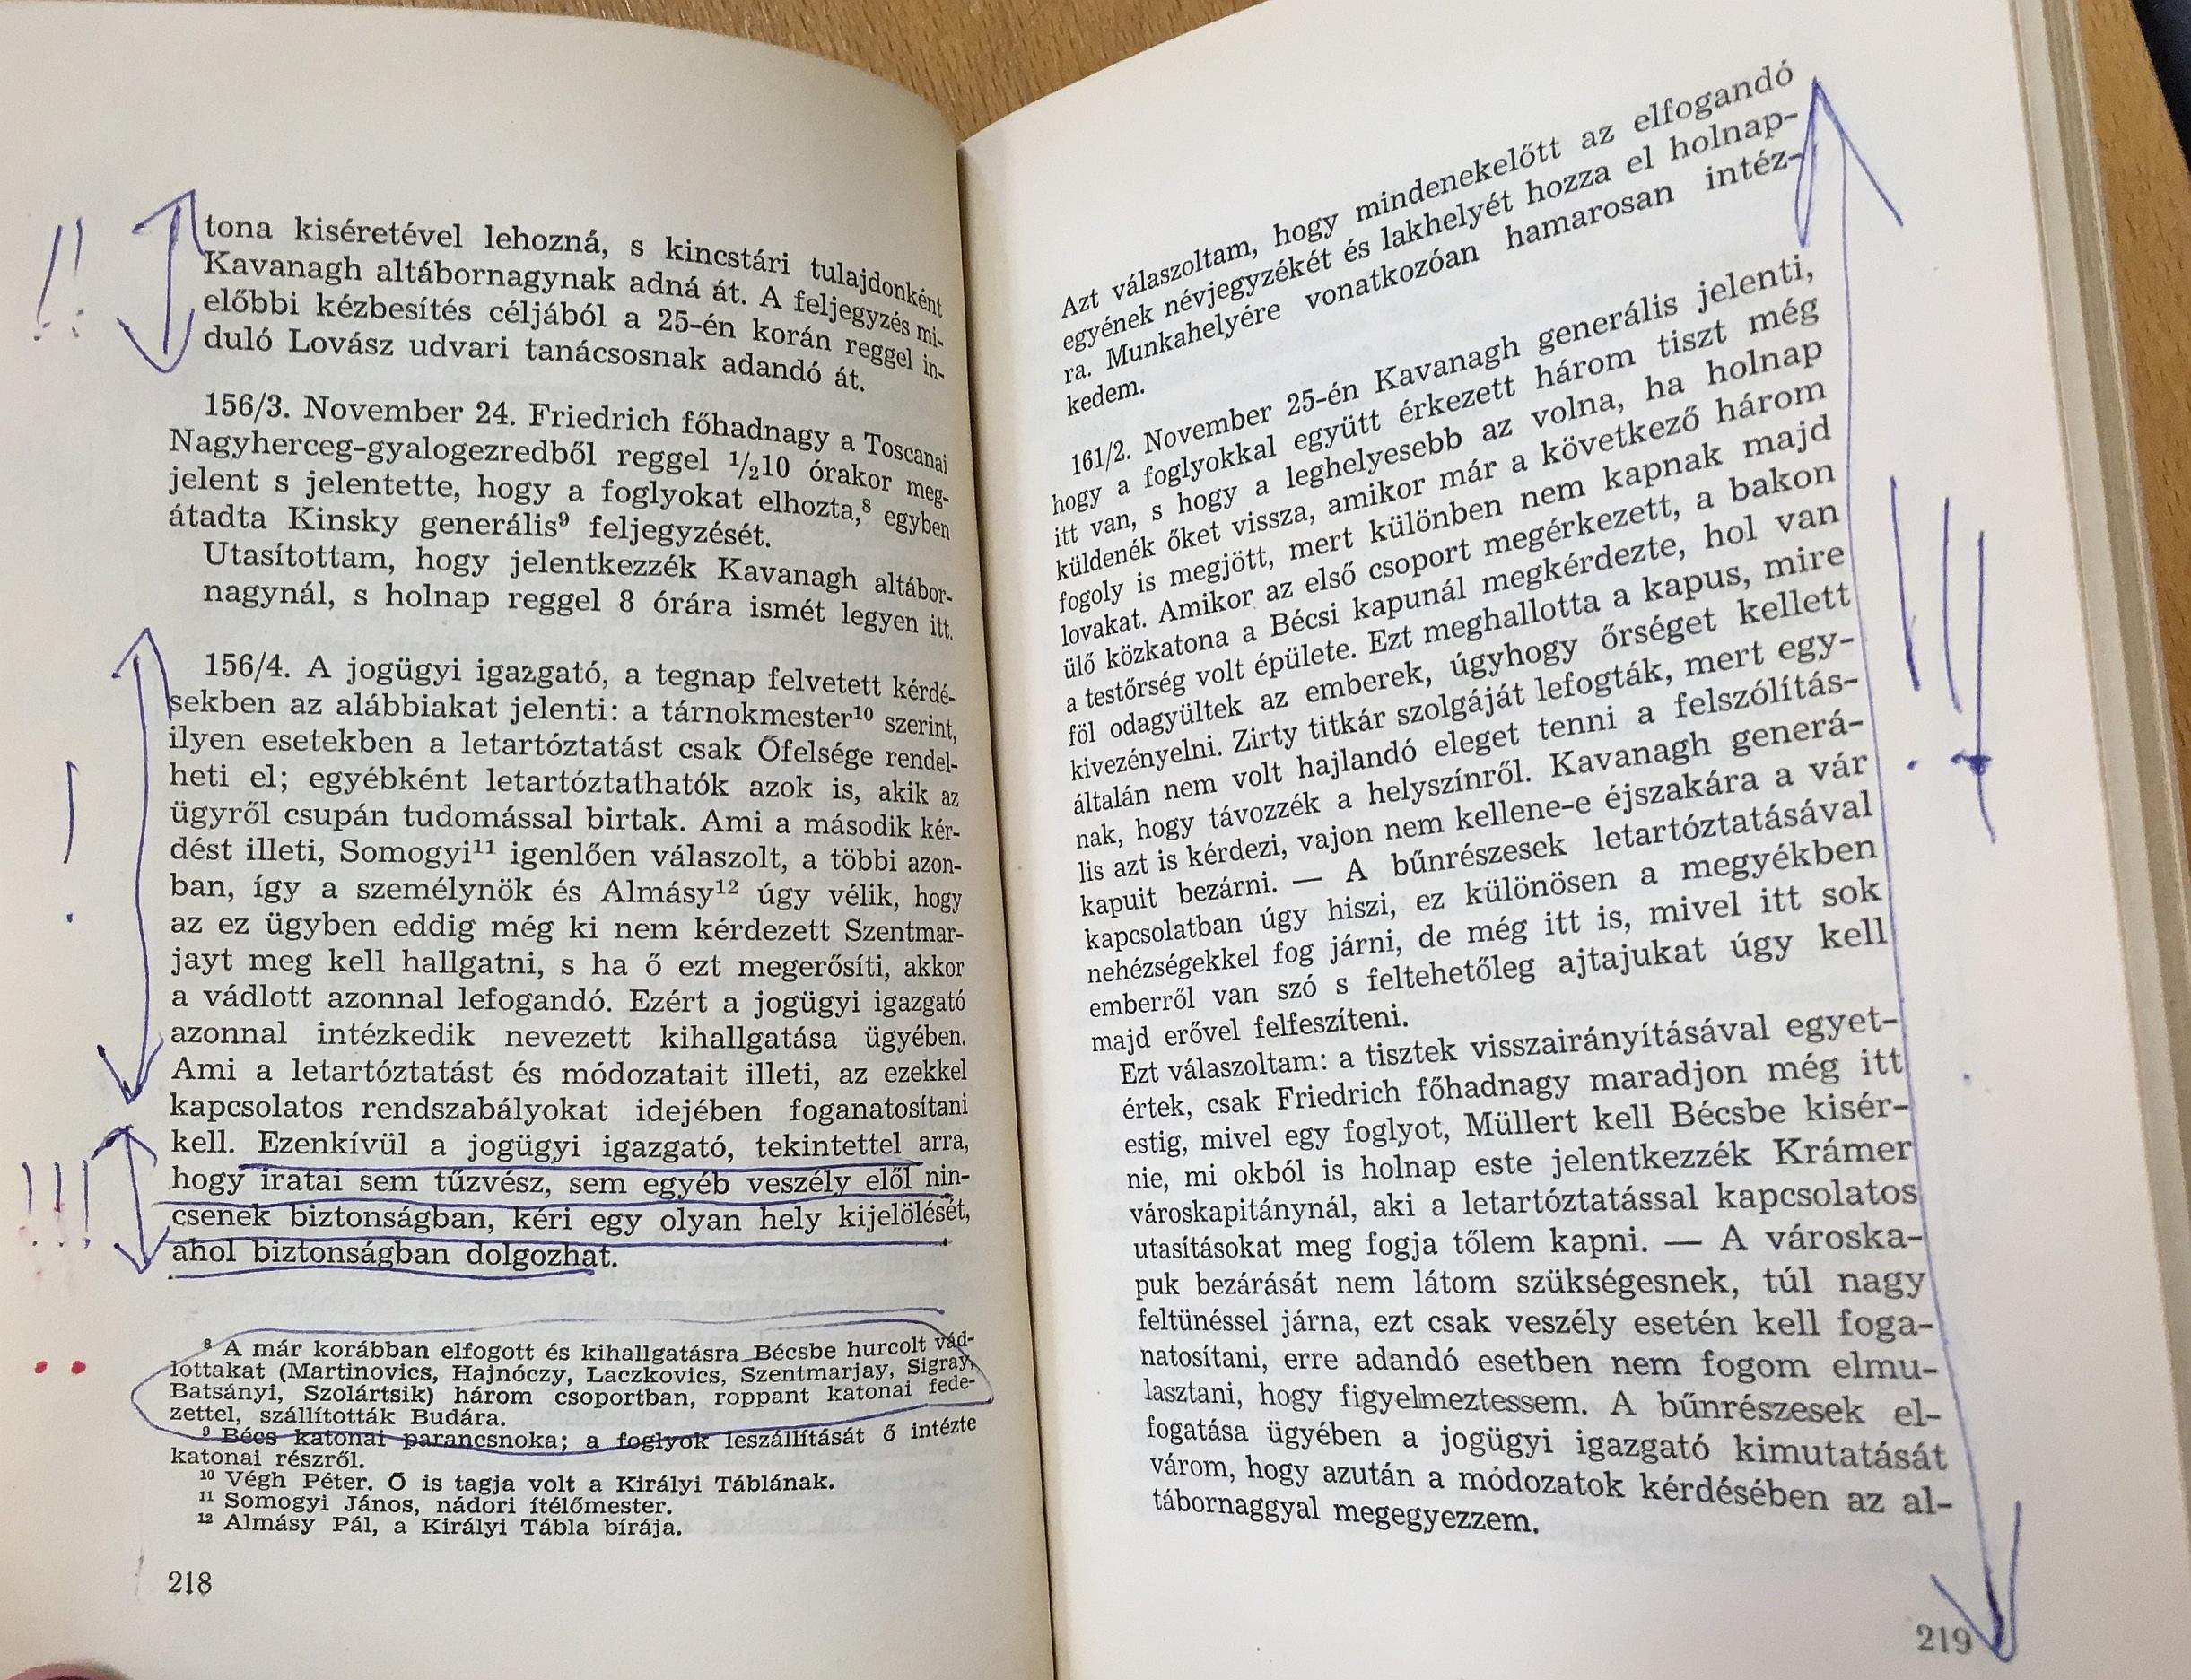 tona kiséretével lehozná, s kincstári tulajdonként
Kavanagh altábornagynak adná át. A feljegyzés mi-
előbbi kézbesítés céljából a 25-én korán reggel in-
duló Lovász udvari tanácsosnak adandó át.
156/3. November 24. Friedrich főhadnagy a Toscanai
Nagyherceg-gyalogezredből reggel 1/210 órakor meg-
jelent s jelentette, hogy a foglyokat elhozta,8 egyben
átadta Kinsky generális9 feljegyzését.
Utasítottam, hogy jelentkezzék Kavanagh altábor-
nagynál, s holnap reggel 8 órára ismét legyen itt.
156/4. A jogügyi igazgató, a tegnap felvetett kérdé-
sekben az alábbiakat jelenti: a tárnokmester10 szerint,
ilyen esetekben a letartóztatást csak Őfelsége rendel-
heti el; egyébként letartóztathatók azok is, akik az
ügyről csupán tudomással birtak. Ami a második kér-
dést illeti, Somogyi11 igenlően válaszolt, a többi azon-
ban, így a személynök és Almásy12 úgy vélik, hogy
az ez ügyben eddig még ki nem kérdezett Szentmar-
jayt meg kell hallgatni, s ha ő ezt megerősíti, akkor
a vádlott azonnal lefogandó. Ezért a jogügyi igazgató
azonnal intézkedik nevezett kihallgatása ügyében.
Ami a letartóztatást és módozatait illeti, az ezekkel
kapcsolatos rendszabályokat idejében foganatosítani
kell. Ezenkívül a jogügyi igazgató, tekintettel arra,
hogy iratai sem tűzvész, sem egyéb veszély elől nin-
csenek biztonságban, kéri egy olyan hely kijelölését,
ahol biztonságban dolgozhat.
8 A már korábban elfogott és kihallgatásra Bécsbe hurcolt vád-
lottakat (Martinovics, Hajnóczy, Laczkovics, Szentmarjay, Sigray,
Batsányi, Szolártsik) három csoportban, roppant katonai fede-
zettel, szállították Budára.
9 Bécs katonai parancsnoka; a foglyok leszállítását ő intézte
katonai részről.
10 Végh Péter. Ő is tagja volt a Királyi Táblának.
11 Somogyi János, nádori ítélőmester.
12 Almásy Pál, a Királyi Tábla bírája.
218
Azt válaszoltam, hogy mindenekelőtt az elfogandó
egyének névjegyzékét és lakhelyét hozza el holnap-
ra. Munkahelyére vonatkozóan hamarosan intéz-
kedem.
161/2. November 25-én Kavanagh generális jelenti,
hogy a foglyokkal együtt érkezett három tiszt még
itt van, s hogy a leghelyesebb az volna, ha holnap
küldenék őket vissza, amikor már a következő három
fogoly is megjött, mert különben nem kapnak majd
lovakat. Amikor az első csoport megérkezett, a bakon
ülő közkatona a Bécsi kapunál megkérdezte, hol van
a testőrség volt épülete. Ezt meghallotta a kapus, mire
föl odagyültek az emberek, úgyhogy őrséget kellett
kivezényelni. Zirty titkár szolgáját lefogták, mert egy-
általán nem volt hajlandó eleget tenni a felszólítás-
nak, hogy távozzék a helyszínről. Kavanagh generá-
lis azt is kérdezi, vajon nem kellene-e éjszakára a vár
kapuit bezárni. — A bűnrészesek letartóztatásával
kapcsolatban úgy hiszi, ez különösen a megyékben
nehézségekkel fog járni, de még itt is, mivel itt sok
emberről van szó s feltehetőleg ajtajukat úgy kell
majd erővel felfeszíteni.
Ezt válaszoltam: a tisztek visszairányításával egyet-
értek, csak Friedrich főhadnagy maradjon még itt
estig, mivel egy foglyot, Müllert kell Bécsbe kisér-
nie, mi okból is holnap este jelentkezzék Krámer
városkapitánynál, aki a letartóztatással kapcsolatos
utasításokat meg fogja tőlem kapni. — A városka-
puk bezárását nem látom szükségesnek, túl nagy
feltünéssel járna, ezt csak veszély esetén kell foga-
natosítani, erre adandó esetben nem fogom elmu-
lasztani, hogy figyelmeztessem. A bűnrészesek el-
fogatása ügyében a jogügyi igazgató kimutatását
várom, hogy azután a módozatok kérdésében az al-
tábornaggyal megegyezzem.
219